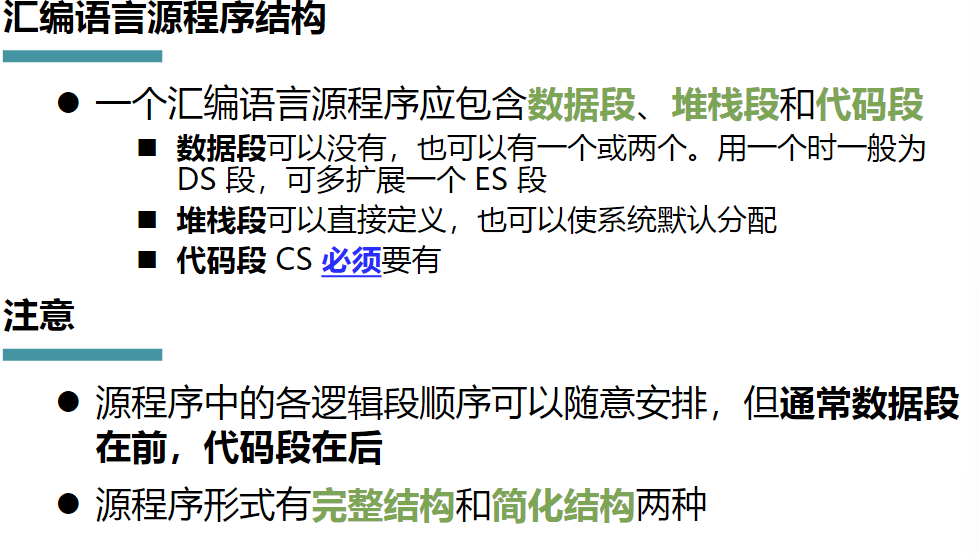 汇编语言源程序结构
● 一个汇编语言源程序应包含数据段、堆栈段和代码段
■ 数据段可以没有，也可以有一个或两个。用一个时一般为
DS 段，可多扩展一个 ES 段
■ 堆栈段可以直接定义，也可以使系统默认分配
■ 代码段 CS 必须要有
注意
● 源程序中的各逻辑段顺序可以随意安排，但通常数据段
在前，代码段在后
● 源程序形式有完整结构和简化结构两种